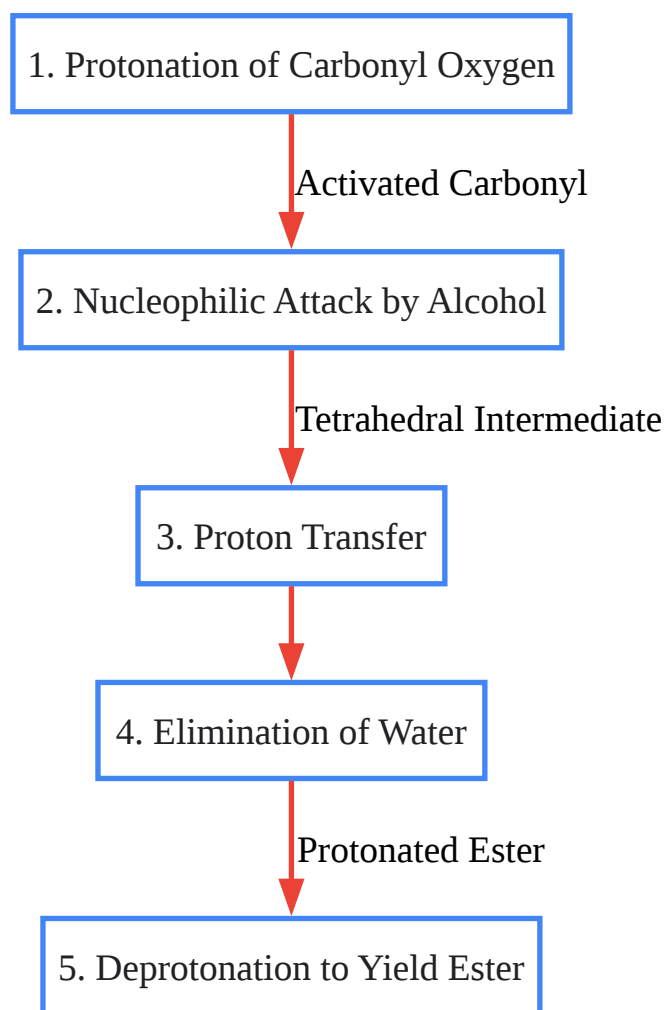 1. Protonation of Carbonyl Oxygen
Activated Carbonyl
2. Nucleophilic Attack by Alcohol
Tetrahedral Intermediate
3. Proton Transfer
4. Elimination of Water
Protonated Ester
5. Deprotonation to Yield Ester